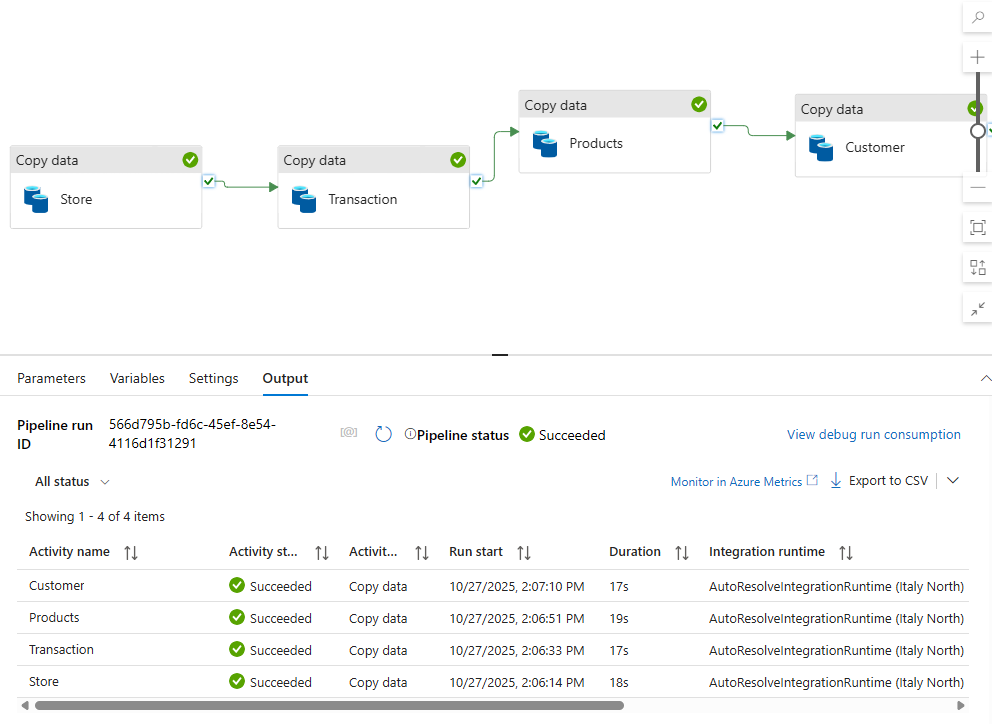 Copy data
Products
Copy data
Customer
Copy data
Store
Copy data
Transaction
Parameters Variables Settings Output
Pipeline run ID 566d795b-fd6c-45ef-8e54-4116d1f31291 [@] Pipeline status Succeeded View debug run consumption
All status Monitor in Azure Metrics Export to CSV
Showing 1 - 4 of 4 items
Activity name Activity st... Activit... Run start Duration Integration runtime
Customer Succeeded Copy data 10/27/2025, 2:07:10 PM 17s AutoResolveIntegrationRuntime (Italy North)
Products Succeeded Copy data 10/27/2025, 2:06:51 PM 19s AutoResolveIntegrationRuntime (Italy North)
Transaction Succeeded Copy data 10/27/2025, 2:06:33 PM 17s AutoResolveIntegrationRuntime (Italy North)
Store Succeeded Copy data 10/27/2025, 2:06:14 PM 18s AutoResolveIntegrationRuntime (Italy North)